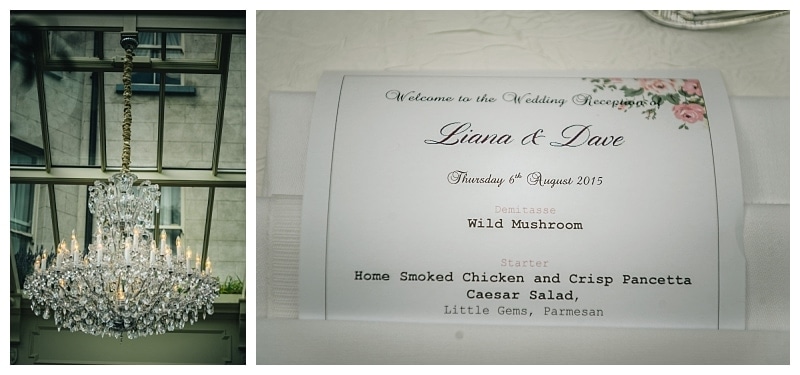 Welcome to the Wedding Reception of
Liana & Dave
Thursday 6th August 2015
Demitasse
Wild Mushroom
Starter
Home Smoked Chicken and Crisp Pancetta
Caesar Salad,
Little Gems, Parmesan